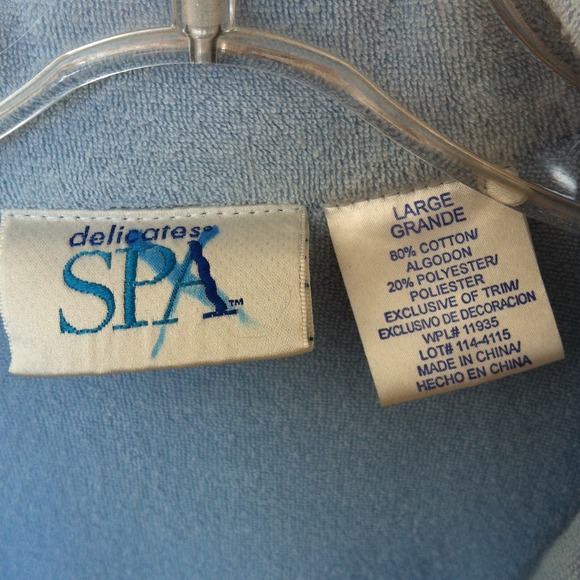 delicates®
SPA™
LARGE
GRANDE
80% COTTON/
ALGODON
20% POLYESTER/
POLIESTER
EXCLUSIVE OF TRIM/
EXCLUSIVO DE DECORACION
WPL# 11935
LOT# 114-4115
MADE IN CHINA/
HECHO EN CHINA